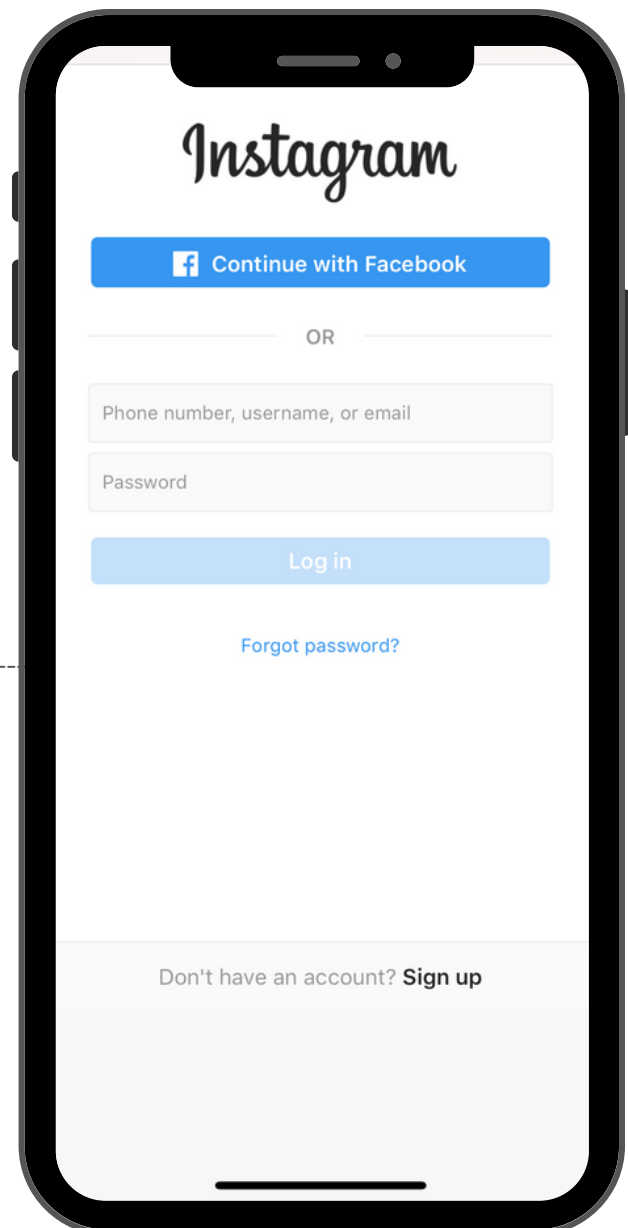 Instagram
Continue with Facebook
OR
Phone number, username, or email
Password
Log in
Forgot password?
Don't have an account? Sign up